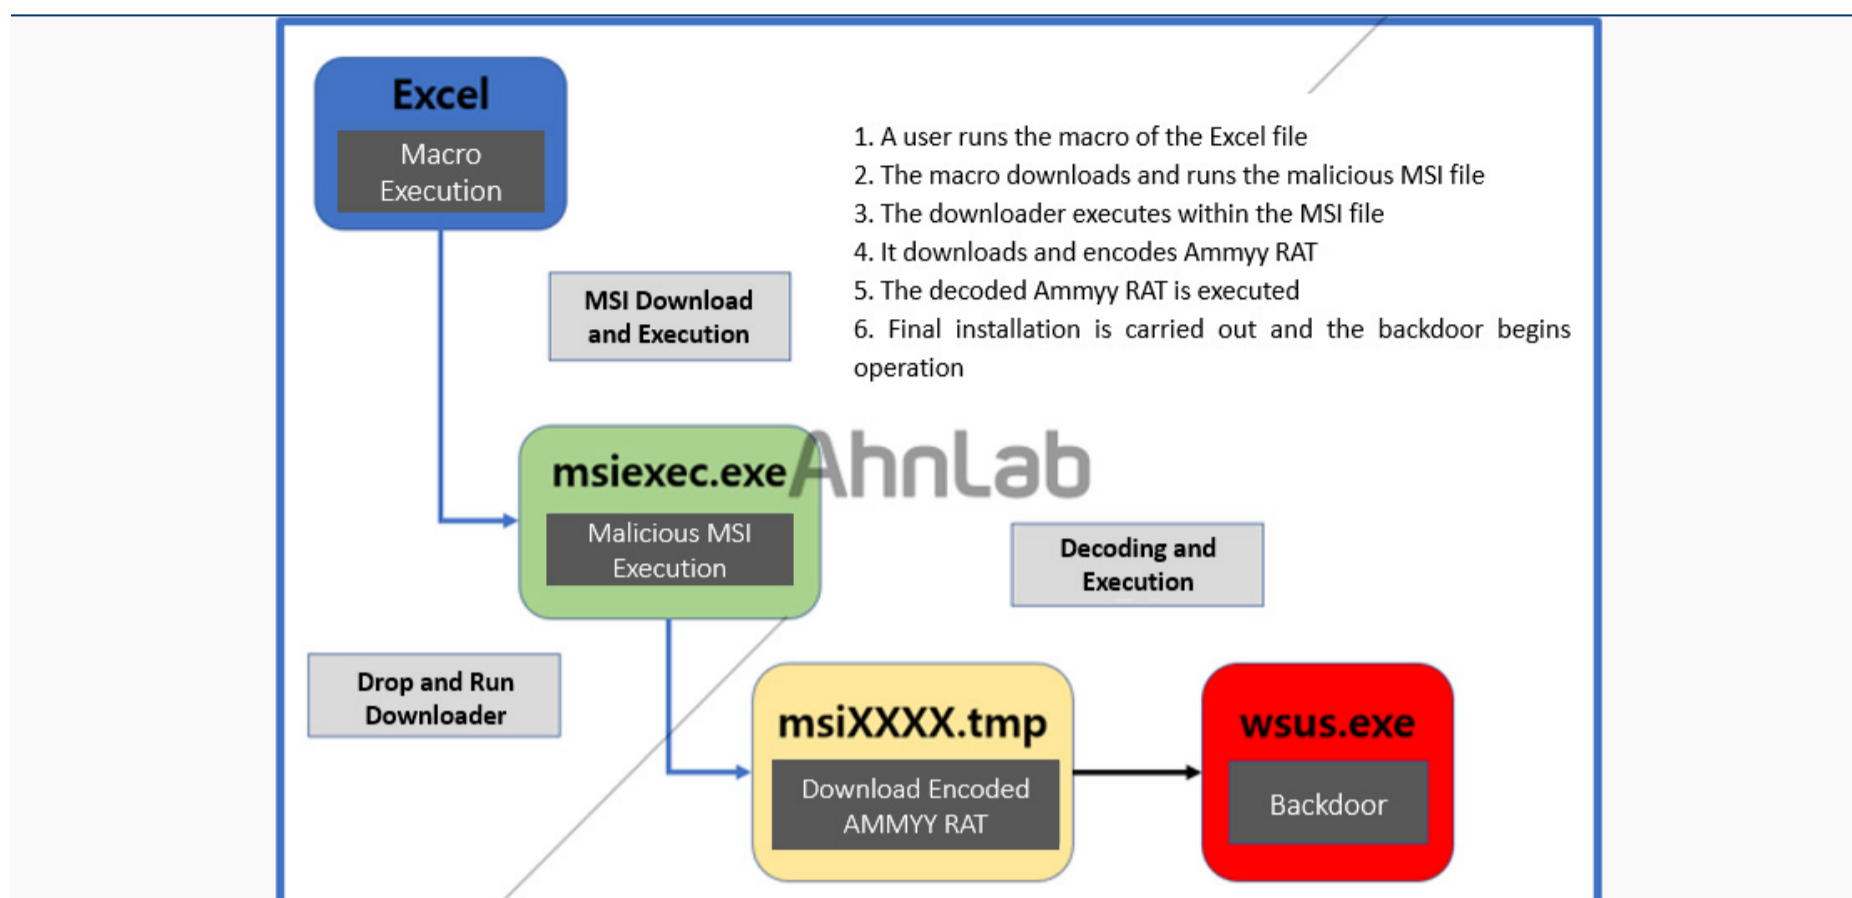 Excel
Macro
Execution
1. A user runs the macro of the Excel file
2. The macro downloads and runs the malicious MSI file
3. The downloader executes within the MSI file
4. It downloads and encodes Ammyy RAT
5. The decoded Ammyy RAT is executed
6. Final installation is carried out and the backdoor begins
operation
MSI Download
and Execution
msiexec.exe
Malicious MSI
Execution
AhnLab
Decoding and
Execution
Drop and Run
Downloader
msiXXXX.tmp
Download Encoded
AMMYY RAT
wsus.exe
Backdoor